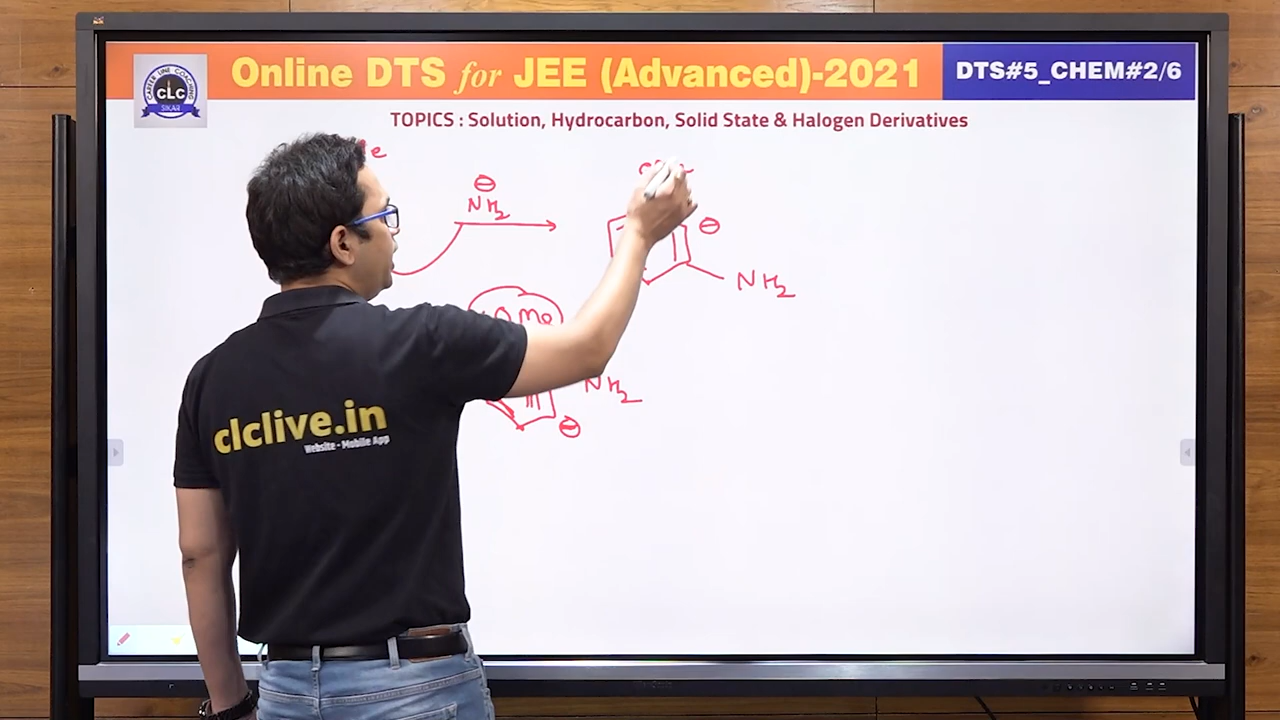 Online DTS for JEE (Advanced)-2021
DTS#5_CHEM#2/6
CAREER LINE COACHING
CLC
SIKAR
TOPICS : Solution, Hydrocarbon, Solid State & Halogen Derivatives
e
⊖
NH2
⊖
NH2
OMe
NH2
⊖
clclive.in
Website - Mobile App